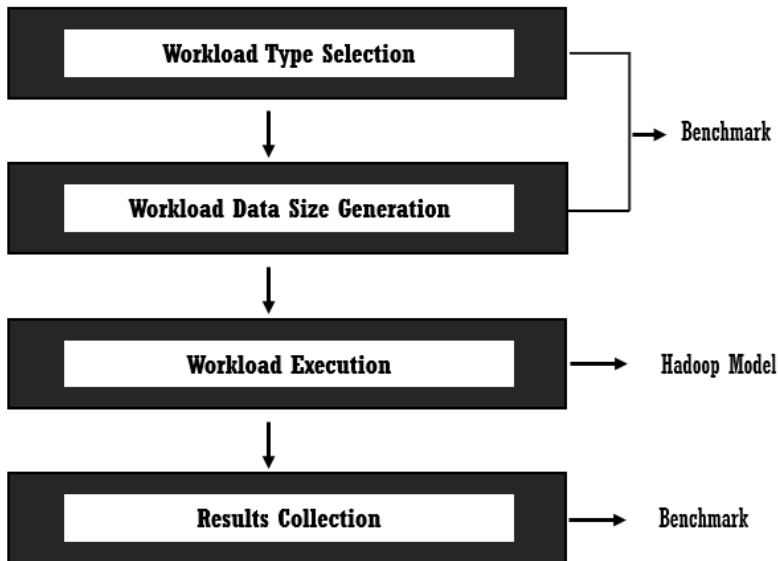 Workload Type Selection
Benchmark
Workload Data Size Generation
Workload Execution
Hadoop Model
Results Collection
Benchmark